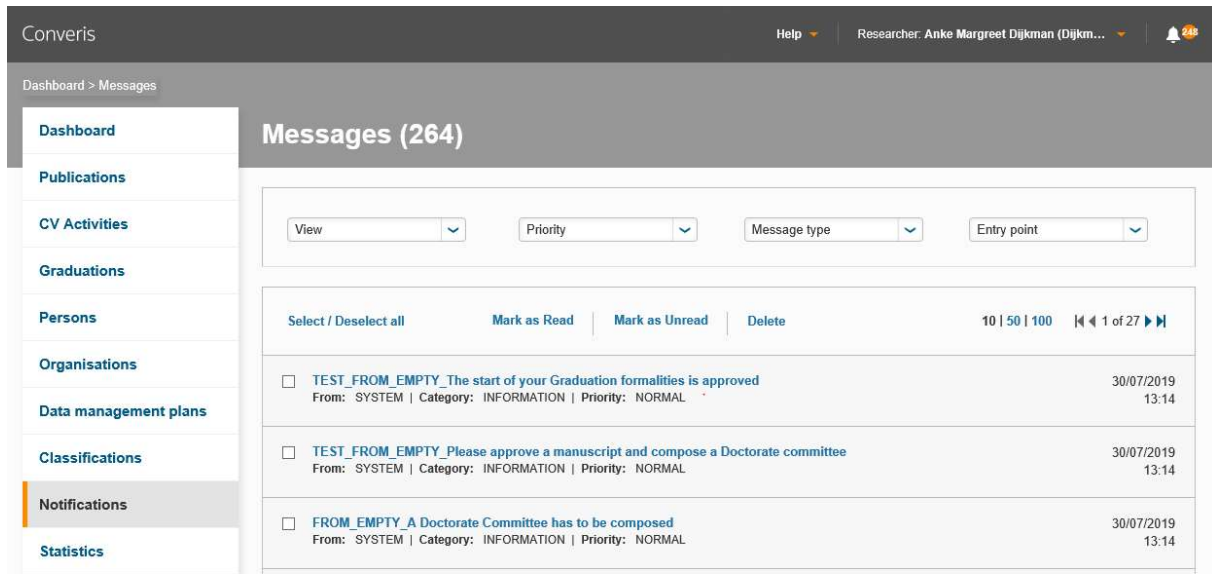 Converis
Help
Researcher: Anke Margreet Dijkman (Dijkm...
248
Dashboard > Messages
Dashboard
Publications
CV Activities
Graduations
Persons
Organisations
Data management plans
Classifications
Notifications
Statistics
Messages (264)
View
Priority
Message type
Entry point
Select / Deselect all
Mark as Read
Mark as Unread
Delete
10 | 50 | 100
1 of 27
TEST_FROM_EMPTY_The start of your Graduation formalities is approved
From: SYSTEM | Category: INFORMATION | Priority: NORMAL
30/07/2019
13:14
TEST_FROM_EMPTY_Please approve a manuscript and compose a Doctorate committee
From: SYSTEM | Category: INFORMATION | Priority: NORMAL
30/07/2019
13:14
FROM_EMPTY_A Doctorate Committee has to be composed
From: SYSTEM | Category: INFORMATION | Priority: NORMAL
30/07/2019
13:14